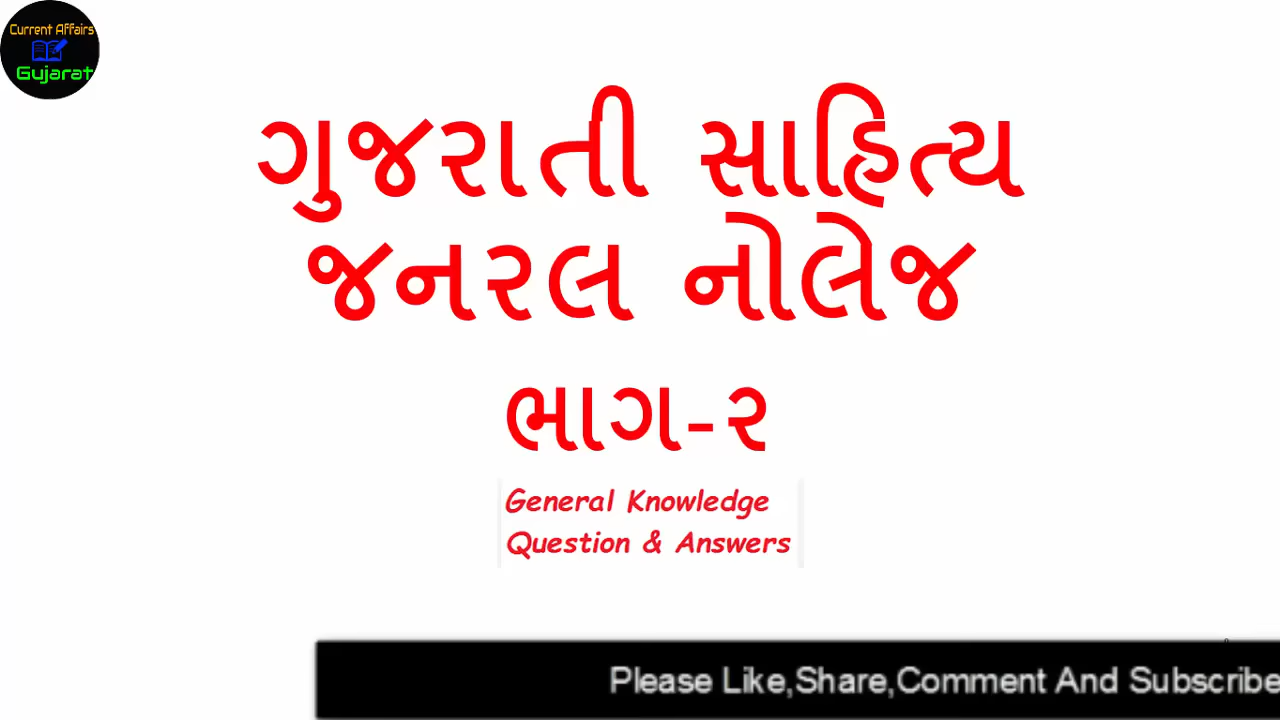 Current Affairs
Gujarat
ગુજરાતી સાહિત્ય
જનરલ નોલેજ
ભાગ-૨
General Knowledge
Question & Answers
Please Like,Share,Comment And Subscribe